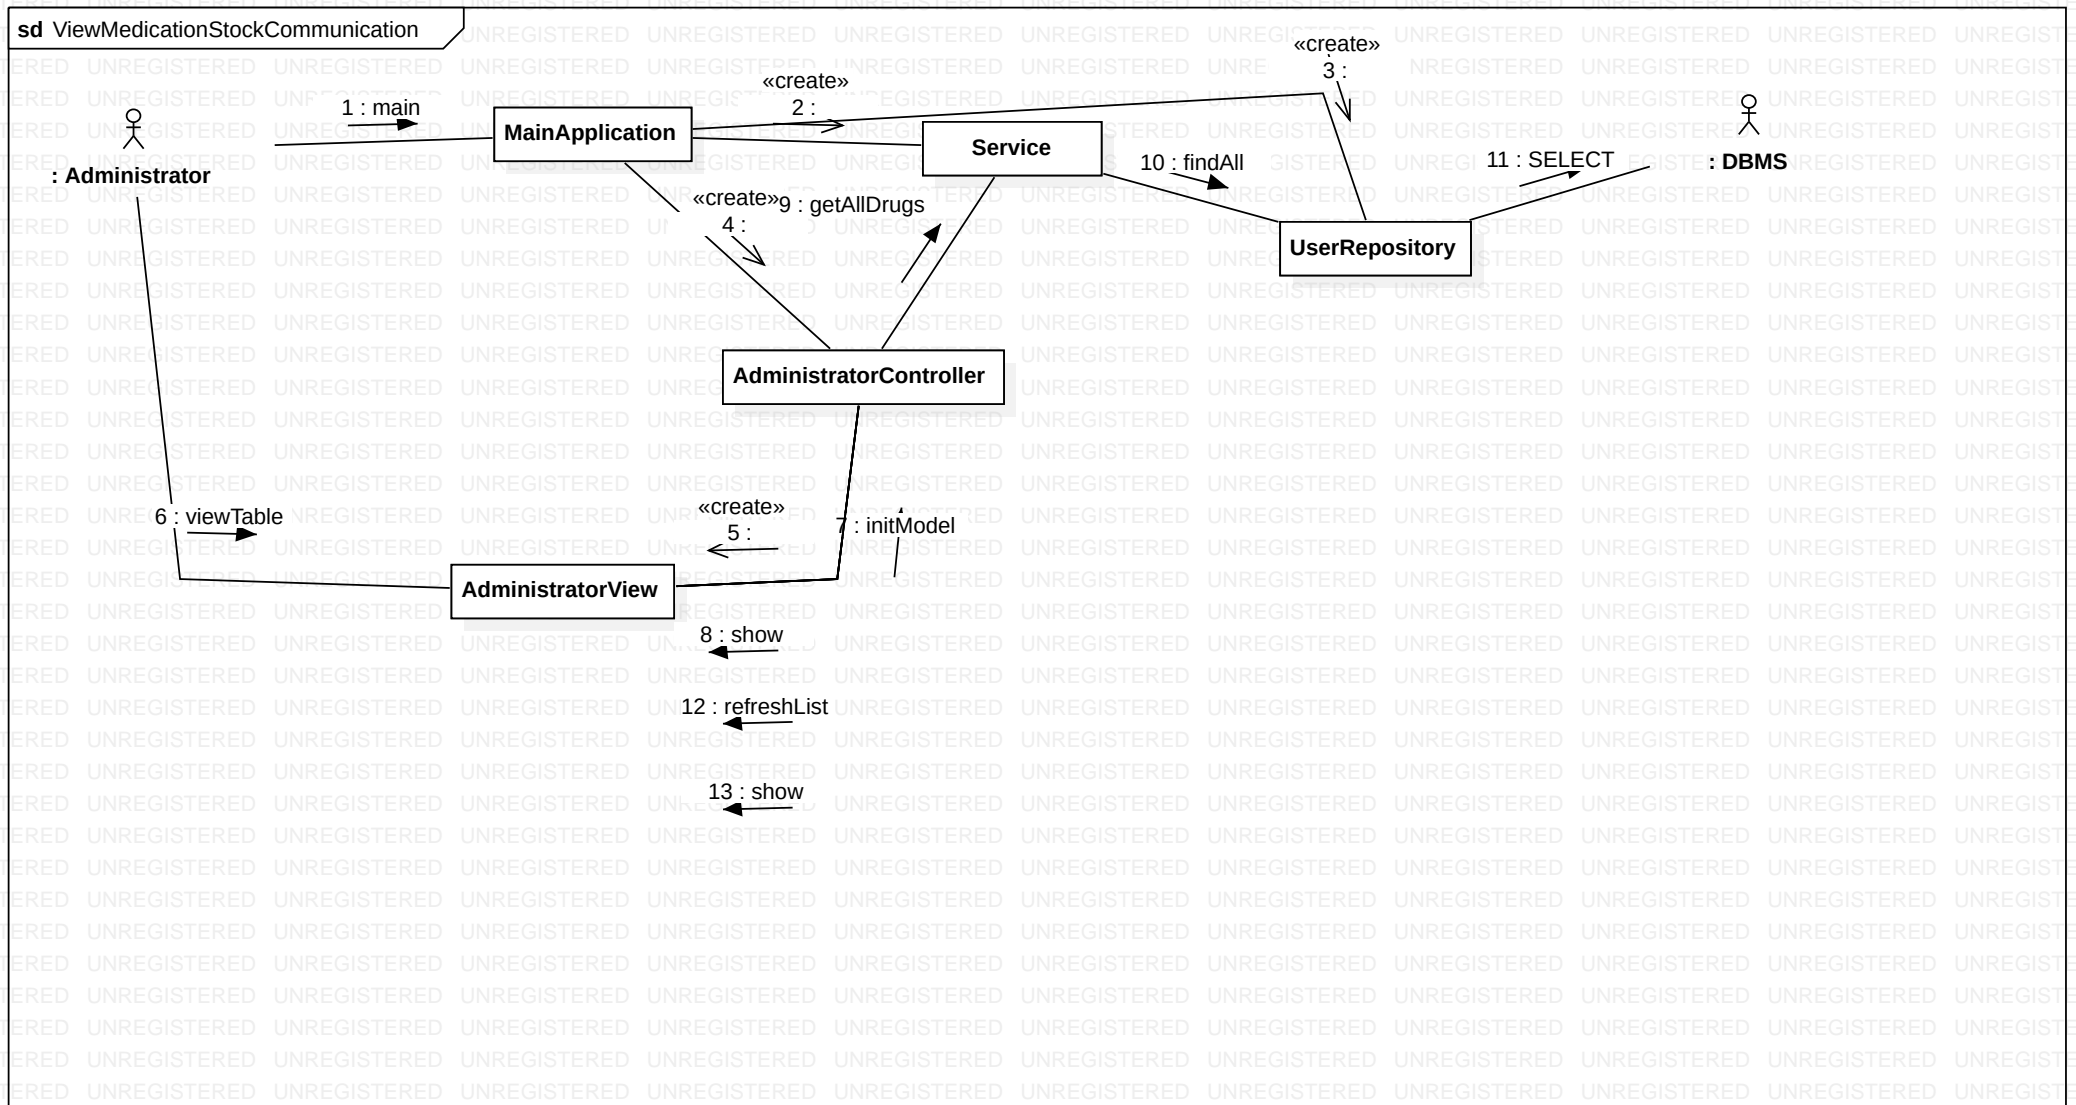 sd ViewMedicationStockCommunication
«create»
3 :
«create»
2 :
1 : main
MainApplication
Service
: Administrator
10 : findAll
11 : SELECT
: DBMS
«create»
4 :
9 : getAllDrugs
UserRepository
AdministratorController
6 : viewTable
«create»
5 :
7 : initModel
AdministratorView
8 : show
12 : refreshList
13 : show
UNREGISTERED